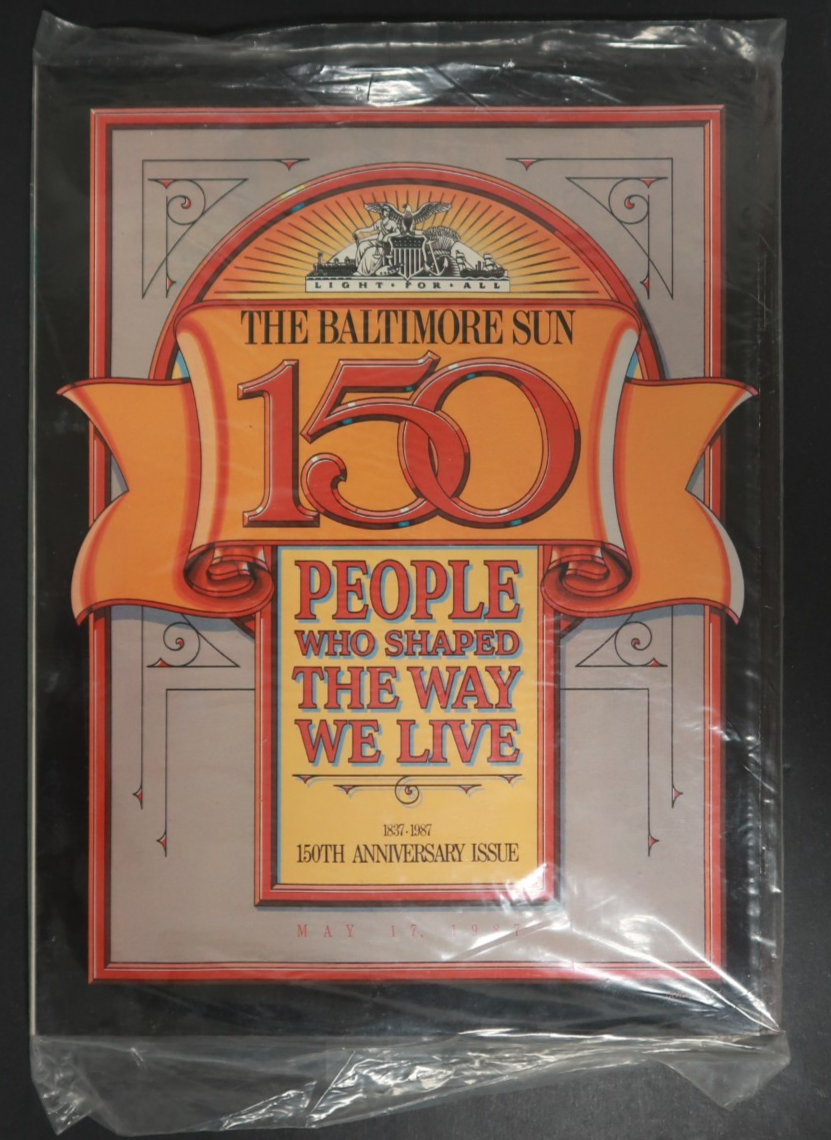 LIGHT • FOR • ALL
THE BALTIMORE SUN
150
PEOPLE
WHO SHAPED
THE WAY
WE LIVE
1837-1987
150TH ANNIVERSARY ISSUE
MAY 17, 1987